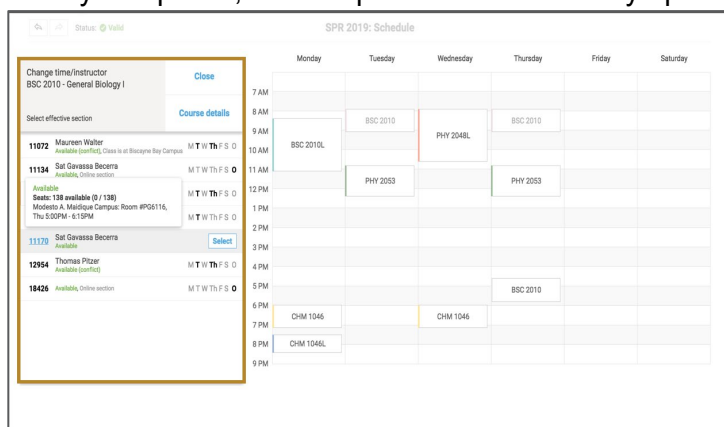 Status: Valid
SPR 2019: Schedule
Change time/instructor
BSC 2010 - General Biology I
Close
Select effective section
Course details
11072 Maureen Walter
Available (conflict), Class is at Biscayne Bay Campus M T W Th F S O
11134 Sat Gavassa Becerra
Available, Online section M T W Th F S O
Available
Seats: 138 available (0 / 138)
Modesto A. Maidique Campus: Room #PG6116,
Thu 5:00PM - 6:15PM
M T W Th F S O
M T W Th F S O
11170 Sat Gavassa Becerra
Available
Select
12954 Thomas Pitzer
Available (conflict) M T W Th F S O
18426 Available, Online section M T W Th F S O
Monday Tuesday Wednesday Thursday Friday Saturday
7 AM
8 AM
BSC 2010 BSC 2010
9 AM
PHY 2048L
BSC 2010L
10 AM
11 AM
PHY 2053 PHY 2053
12 PM
1 PM
2 PM
3 PM
4 PM
5 PM
BSC 2010
6 PM
CHM 1046 CHM 1046
7 PM
8 PM CHM 1046L
9 PM